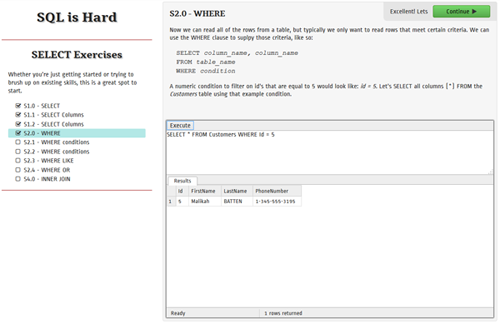 SQL is Hard
SELECT Exercises
Whether you're just getting started or trying to
brush up on existing skills, this is a great spot to
start.
S1.0 - SELECT
S1.1 - SELECT Columns
S1.2 - SELECT Columns
S2.0 - WHERE
S2.1 - WHERE conditions
S2.2 - WHERE conditions
S2.3 - WHERE LIKE
S2.4 - WHERE OR
S4.0 - INNER JOIN
S2.0 - WHERE
Excellent! Lets
Continue
Now we can read all of the rows from a table, but typically we only want to read rows that meet certain criteria. We can
use the WHERE clause to suplpy those criteria, like so:
SELECT column_name, column_name
FROM table_name
WHERE condition
A numeric condition to filter on id's that are equal to 5 would look like: id = 5. Let's SELECT all columns (*) FROM the
Customers table using that example condition.
Execute
SELECT * FROM Customers WHERE Id = 5
Results
Id FirstName LastName PhoneNumber
1 5 Malikah BATTEN 1-345-555-3195
Ready 1 rows returned